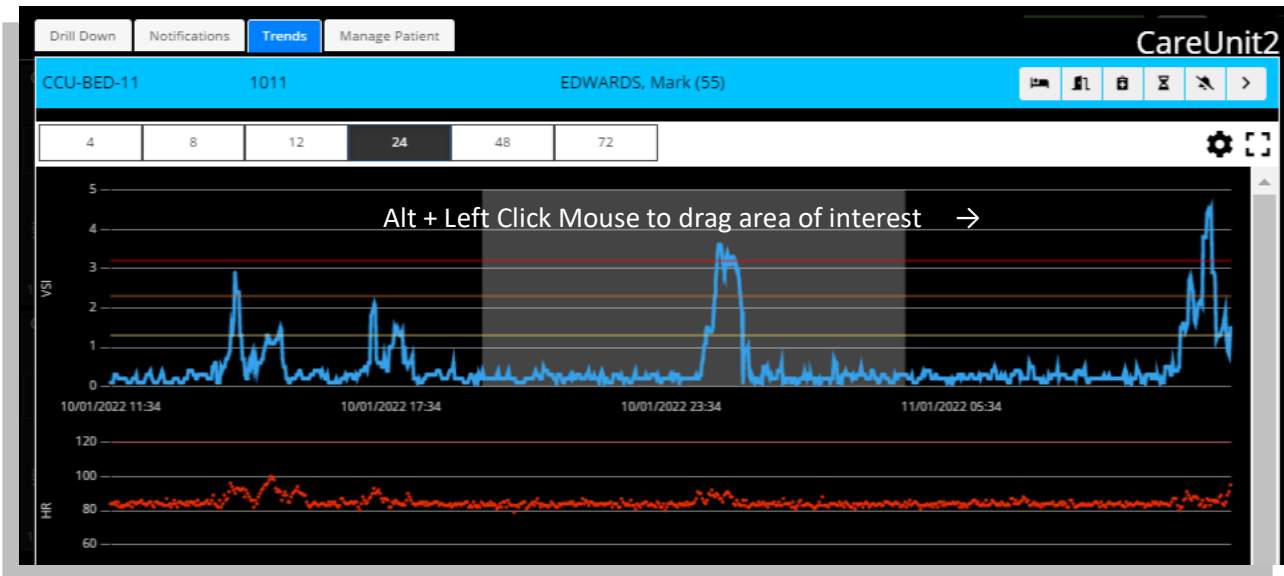 Drill Down Notifications Trends Manage Patient
CareUnit2
CCU-BED-11 1011 EDWARDS, Mark (55)
4 8 12 24 48 72
5
Alt + Left Click Mouse to drag area of interest →
4
3
VSI
2
1
0
10/01/2022 11:34 10/01/2022 17:34 10/01/2022 23:34 11/01/2022 05:34
120
100
HR
80
60